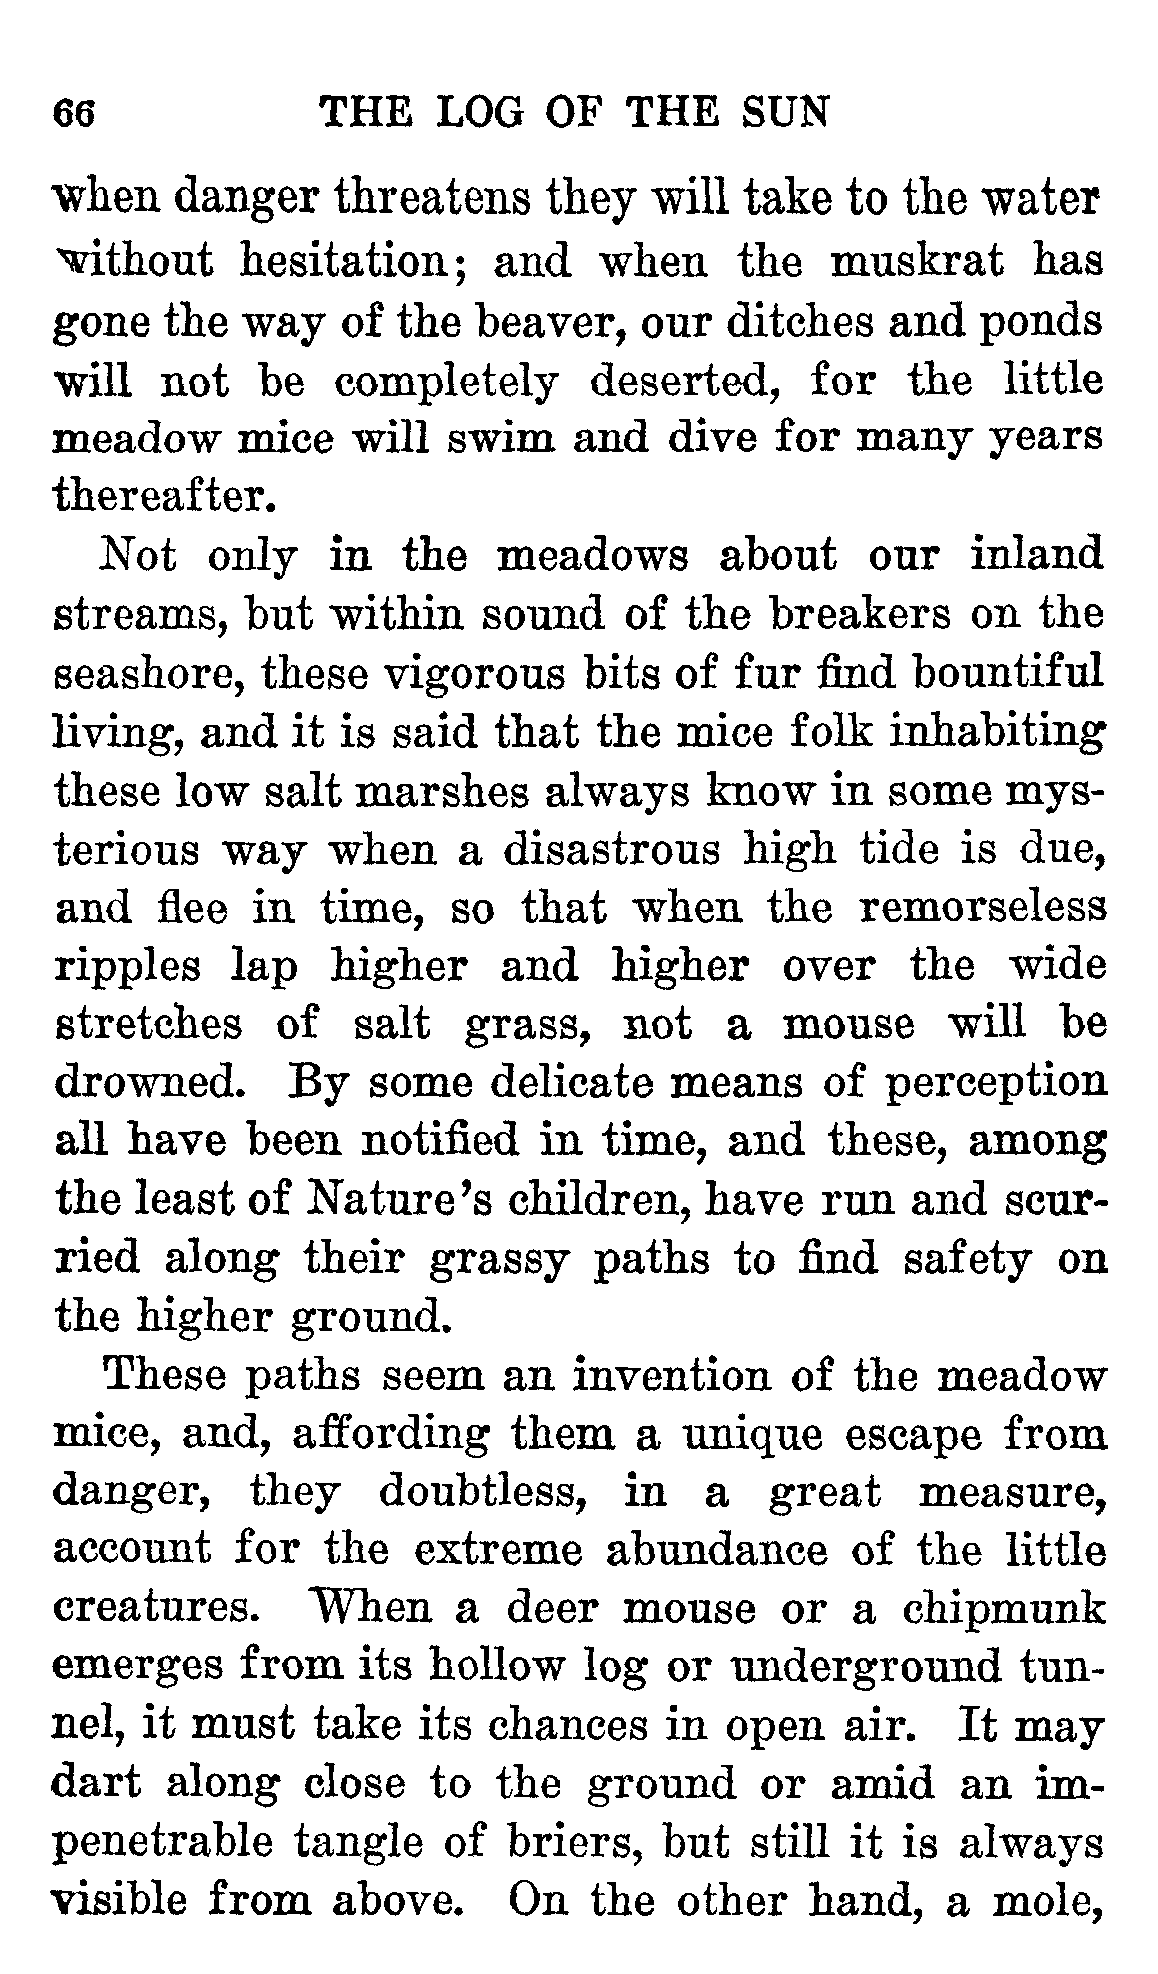 66 THE LOG OF THE SUN
when danger threatens they will take to the water
without hesitation; and when the muskrat has
gone the way of the beaver, our ditches and ponds
will not be completely deserted, for the little
meadow mice will swim and dive for many years
thereafter.
Not only in the meadows about our inland
streams, but within sound of the breakers on the
seashore, these vigorous bits of fur find bountiful
living, and it is said that the mice folk inhabiting
these low salt marshes always know in some mys-
terious way when a disastrous high tide is due,
and flee in time, so that when the remorseless
ripples lap higher and higher over the wide
stretches of salt grass, not a mouse will be
drowned. By some delicate means of perception
all have been notified in time, and these, among
the least of Nature's children, have run and scur-
ried along their grassy paths to find safety on
the higher ground.
These paths seem an invention of the meadow
mice, and, affording them a unique escape from
danger, they doubtless, in a great measure,
account for the extreme abundance of the little
creatures. When a deer mouse or a chipmunk
emerges from its hollow log or underground tun-
nel, it must take its chances in open air. It may
dart along close to the ground or amid an im-
penetrable tangle of briers, but still it is always
visible from above. On the other hand, a mole,